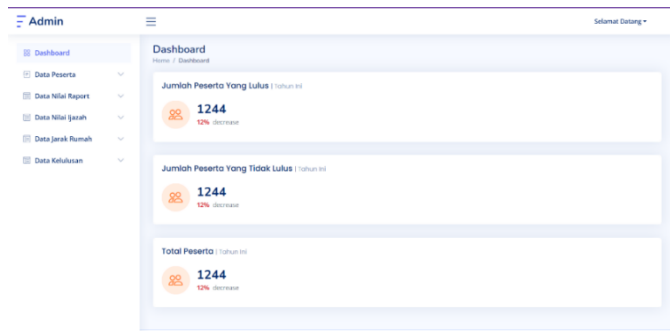 Admin
Selamat Datang
Dashboard
Data Peserta
Data Nilai Raport
Data Nilai Ijazah
Data Jarak Rumah
Data Kelulusan
Dashboard
Home / Dashboard
Jumlah Peserta Yang Lulus | Tahun Ini
1244
12% decrease
Jumlah Peserta Yang Tidak Lulus | Tahun Ini
1244
12% decrease
Total Peserta | Tahun Ini
1244
12% decrease